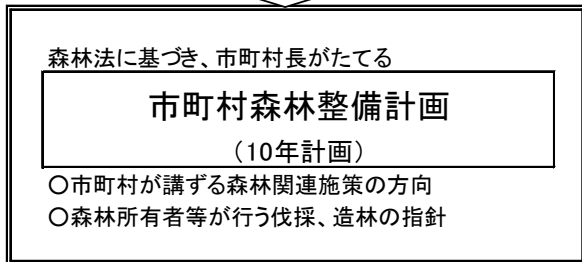 森林法に基づき、市町村長がたてる
市町村森林整備計画
（10年計画）
○市町村が講ずる森林関連施策の方向
○森林所有者等が行う伐採、造林の指針